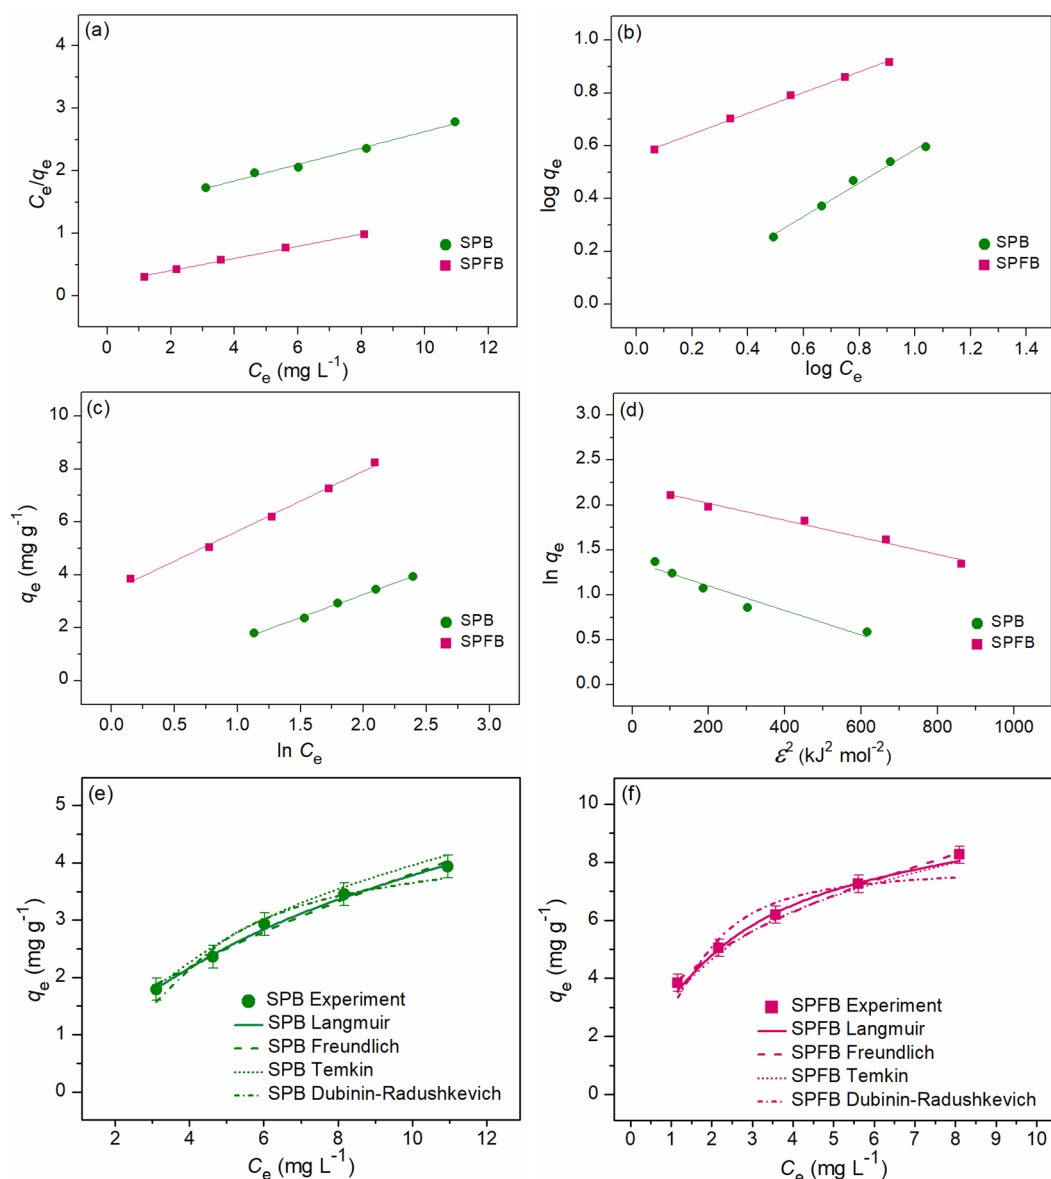 (a)
4
3
2
1
0
Cₑ/qₑ
SPB
SPFB
0 2 4 6 8 10 12
Cₑ (mg L⁻¹)
(b)
1.0
0.8
0.6
0.4
0.2
0.0
log qₑ
SPB
SPFB
0.0 0.2 0.4 0.6 0.8 1.0 1.2 1.4
log Cₑ
(c)
10
8
6
4
2
0
qₑ (mg g⁻¹)
SPB
SPFB
0.0 0.5 1.0 1.5 2.0 2.5 3.0
ln Cₑ
(d)
3.0
2.5
2.0
1.5
1.0
0.5
0.0
ln qₑ
SPB
SPFB
0 200 400 600 800 1000
ℰ² (kJ² mol⁻²)
(e)
5
4
3
2
1
0
qₑ (mg g⁻¹)
SPB Experiment
SPB Langmuir
SPB Freundlich
SPB Temkin
SPB Dubinin-Radushkevich
2 4 6 8 10 12
Cₑ (mg L⁻¹)
(f)
10
8
6
4
2
0
qₑ (mg g⁻¹)
SPFB Experiment
SPFB Langmuir
SPFB Freundlich
SPFB Temkin
SPFB Dubinin-Radushkevich
0 1 2 3 4 5 6 7 8 9 10
Cₑ (mg L⁻¹)